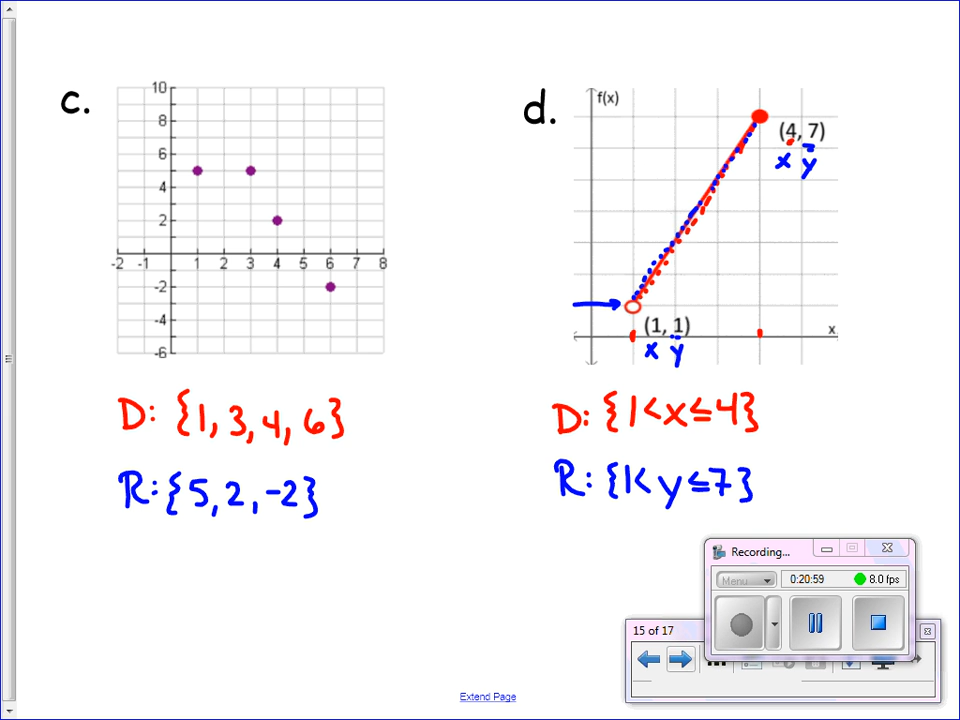 c.
10
8
6
4
2
-2 -1 1 2 3 4 5 6 7 8
-2
-4
-6
D: {1, 3, 4, 6}
R: {5, 2, -2}
d.
f(x)
(4, 7)
x y
(1, 1)
x y
x
D: {1<x≤4}
R: {1<y≤7}
Recording...
Menu 0:20:59 8.0 fps
15 of 17
Extend Page